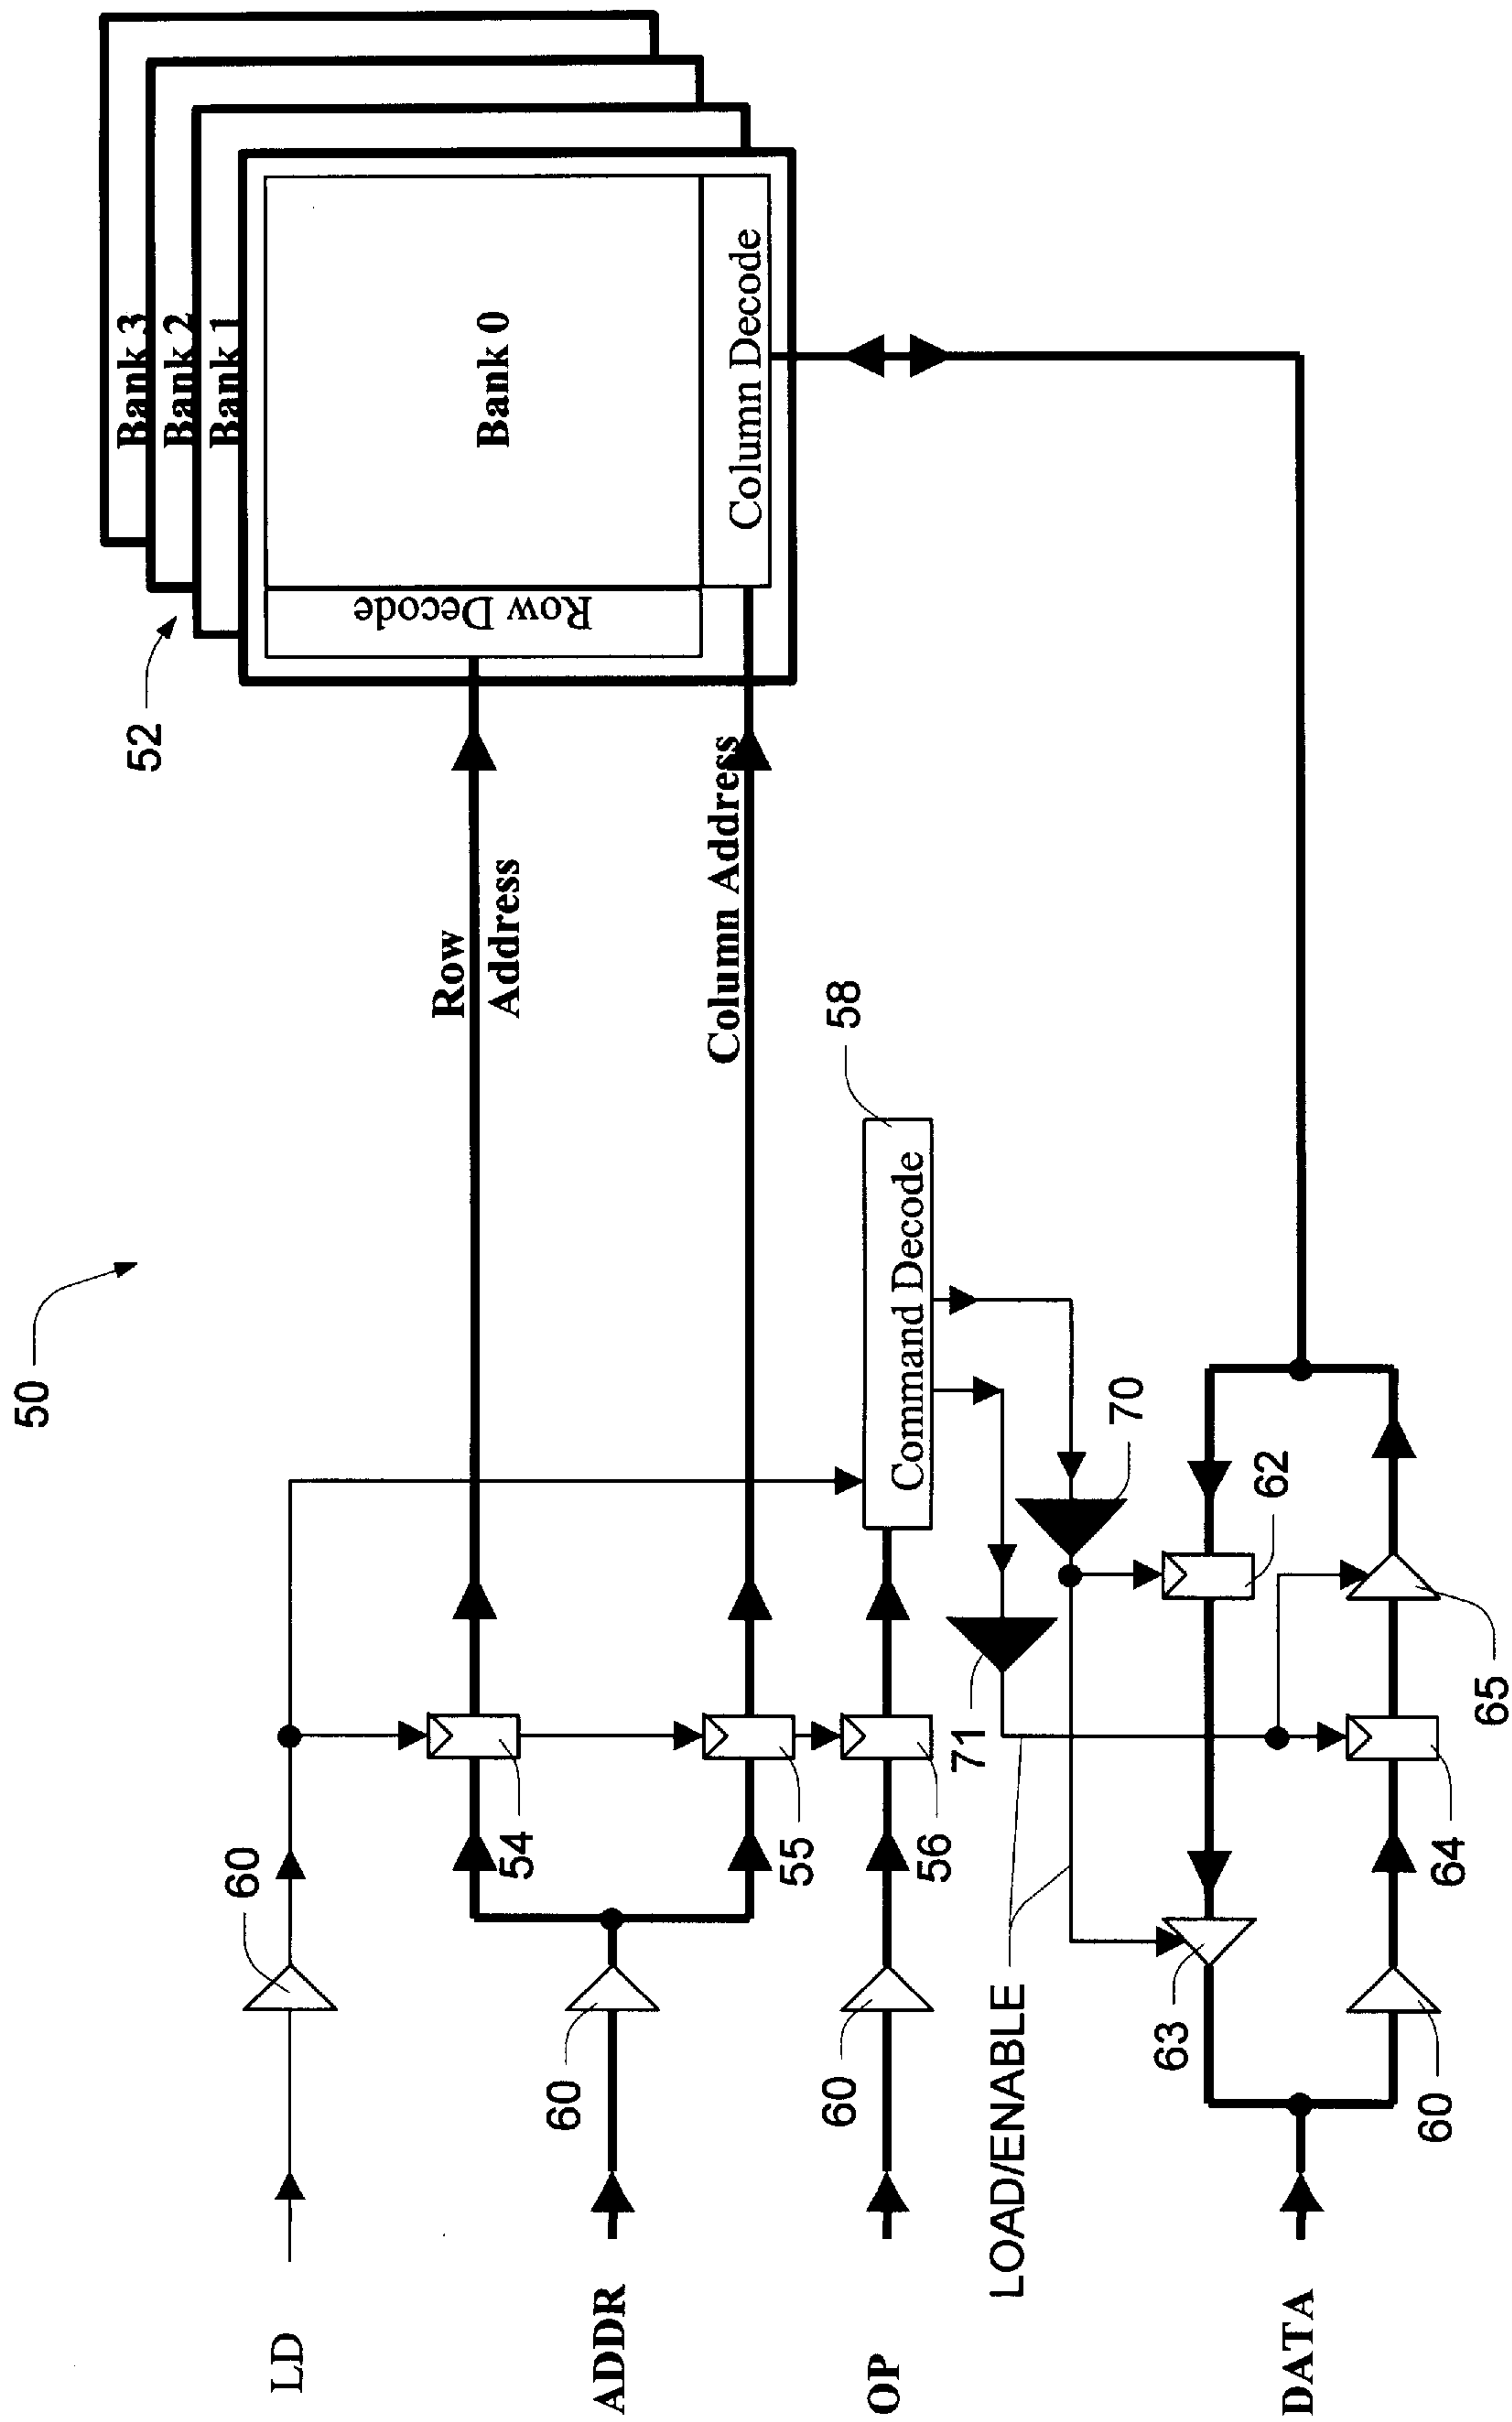 50
52
Bank 3
Bank 2
Bank 1
Bank 0
Row Decode
Column Decode
Row
Address
Column Address
58
Command Decode
LD
60
54
ADDR
60
55
OP
60
56
71
70
LOAD/ENABLE
62
63
DATA
60
64
65